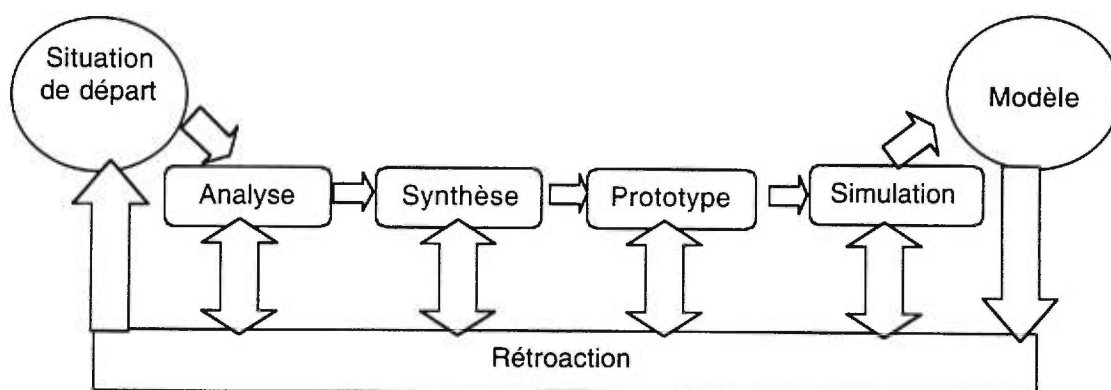 Situation
de départ
Modèle
Analyse
Synthèse
Prototype
Simulation
Rétroaction